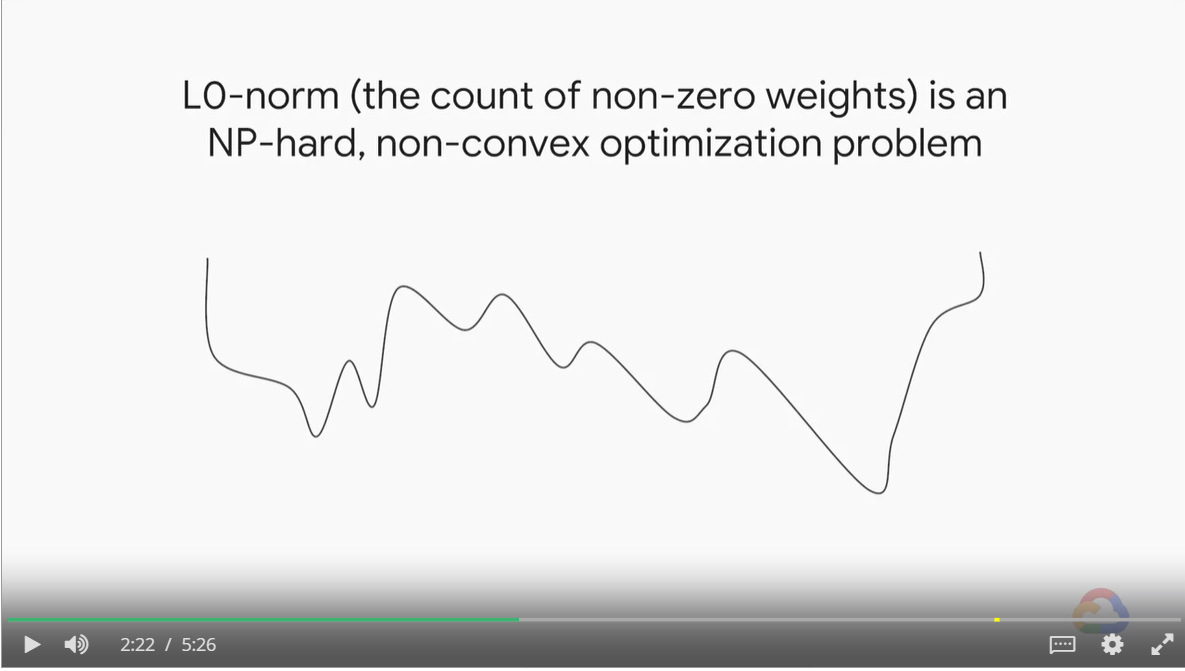 L0-norm (the count of non-zero weights) is an
NP-hard, non-convex optimization problem
2:22 / 5:26